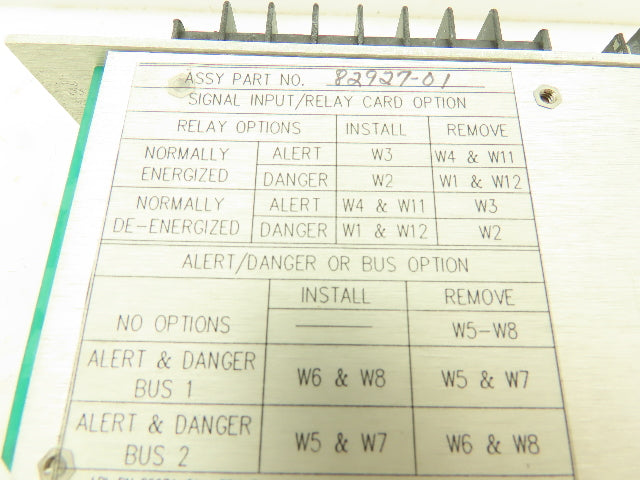 ASSY PART NO. 82927-01
SIGNAL INPUT/RELAY CARD OPTION
RELAY OPTIONS INSTALL REMOVE
NORMALLY ENERGIZED ALERT W3 W4 & W11
DANGER W2 W1 & W12
NORMALLY DE-ENERGIZED ALERT W4 & W11 W3
DANGER W1 & W12 W2
ALERT/DANGER OR BUS OPTION
INSTALL REMOVE
NO OPTIONS —— W5-W8
ALERT & DANGER BUS 1 W6 & W8 W5 & W7
ALERT & DANGER BUS 2 W5 & W7 W6 & W8